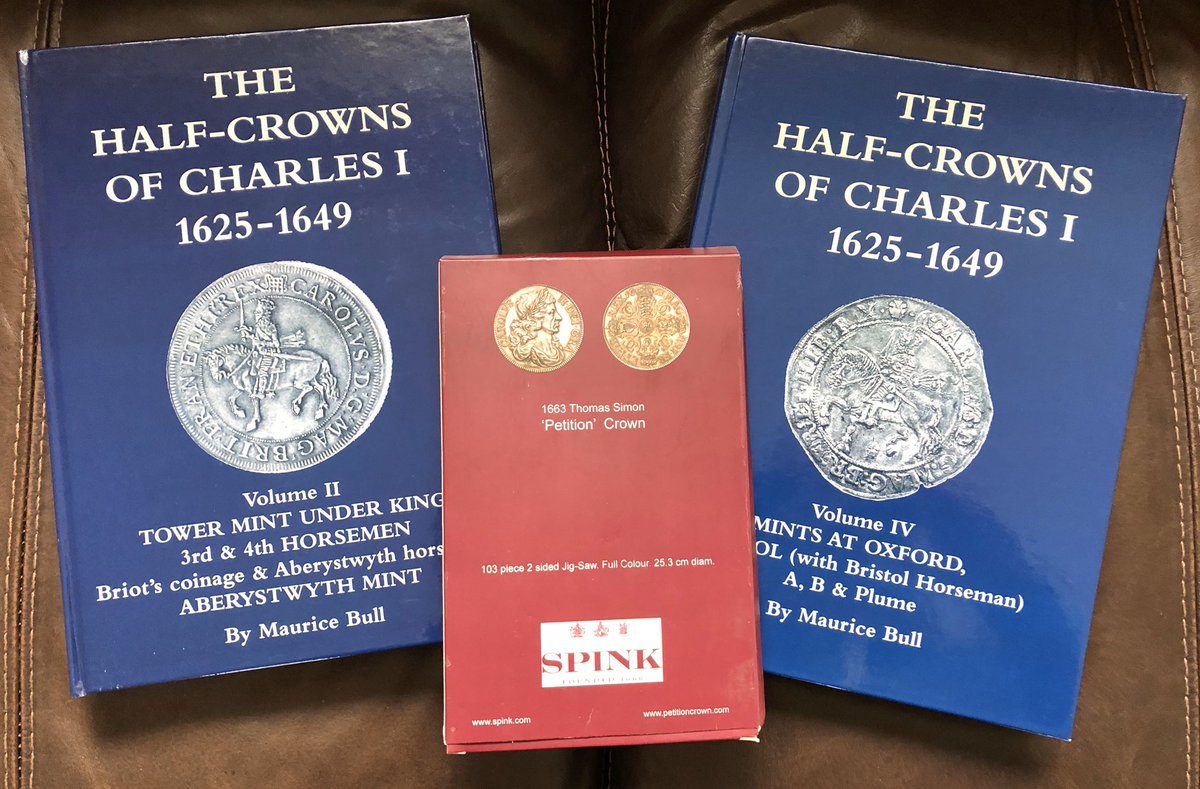 THE
HALF-CROWNS
OF CHARLES I
1625-1649
CAROLVS D G MAG BRIT FRAN ET HIB REX
Volume II
TOWER MINT UNDER KING
3rd & 4th HORSEMEN
Briot's coinage & Aberystwyth hors
ABERYSTWYTH MINT
By Maurice Bull
1663 Thomas Simon
'Petition' Crown
103 piece 2 sided Jig-Saw. Full Colour. 25.3 cm diam.
SPINK
FOUNDED 1666
www.spink.com
www.petitioncrown.com
THE
HALF-CROWNS
OF CHARLES I
1625-1649
Volume IV
MINTS AT OXFORD,
OL (with Bristol Horseman)
A, B & Plume
By Maurice Bull